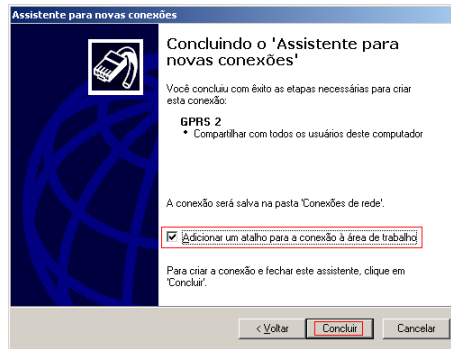 Assistente para novas conexões
Concluindo o 'Assistente para
novas conexões'
Você concluiu com êxito as etapas necessárias para criar
esta conexão:
GPRS 2
• Compartilhar com todos os usuários deste computador
A conexão será salva na pasta 'Conexões de rede'.
Adicionar um atalho para a conexão à área de trabalho
Para criar a conexão e fechar este assistente, clique em
'Concluir'.
< Voltar Concluir Cancelar